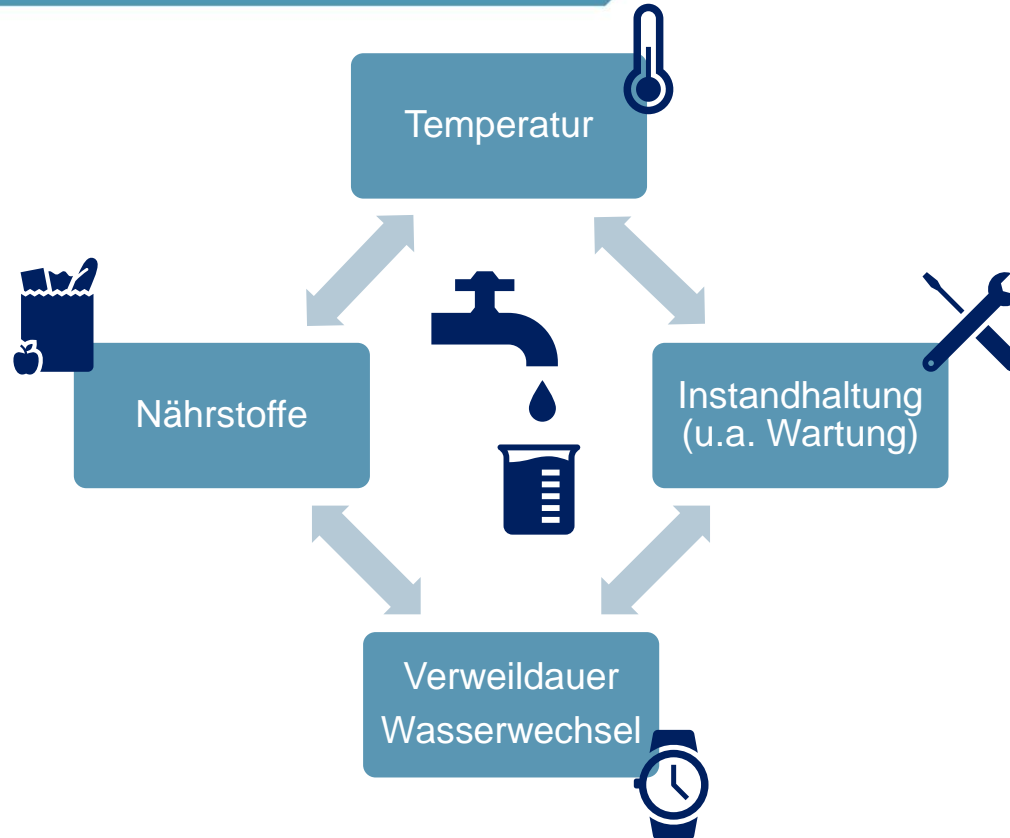 Temperatur
Nährstoffe
Instandhaltung
(u.a. Wartung)
Verweildauer
Wasserwechsel